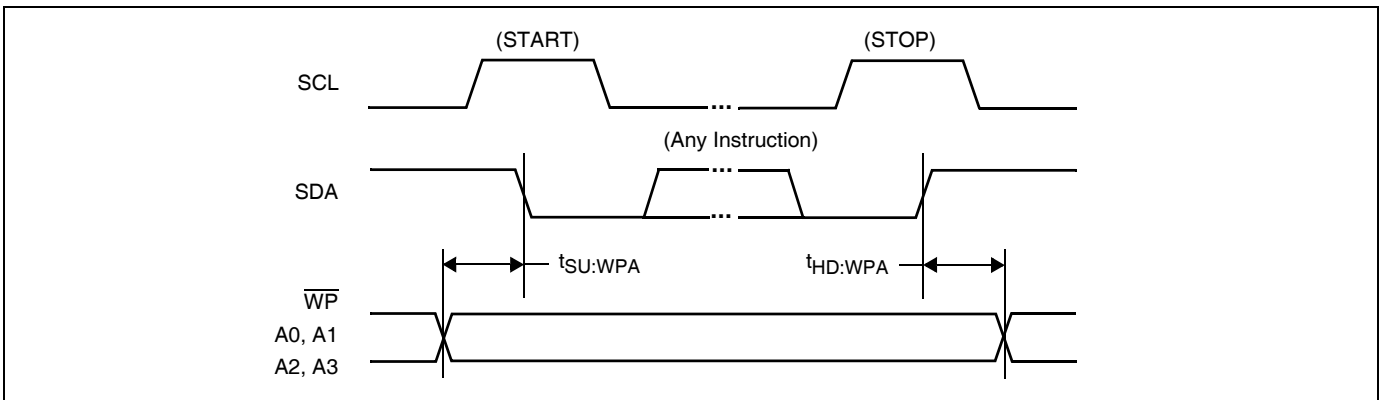 (START) (STOP)
SCL
...
(Any Instruction)
...
SDA
...
tSU:WPA tHD:WPA
WP
A0, A1
A2, A3